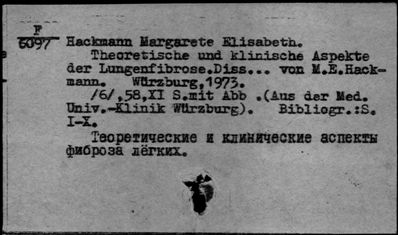 F
6097
Hackmann Margarete Elisabeth.
Theoretische und klinische Aspekte
der Lungenfibrose.Diss... von M.E.Hack-
mann. Würzburg,1973.
/6/,58,XI S.mit Abb .(Aus der Med.
Univ.-Klinik Würzburg). Bibliogr.:S.
I-X.
Теоретические и клинические аспекты
фиброза лёгких.